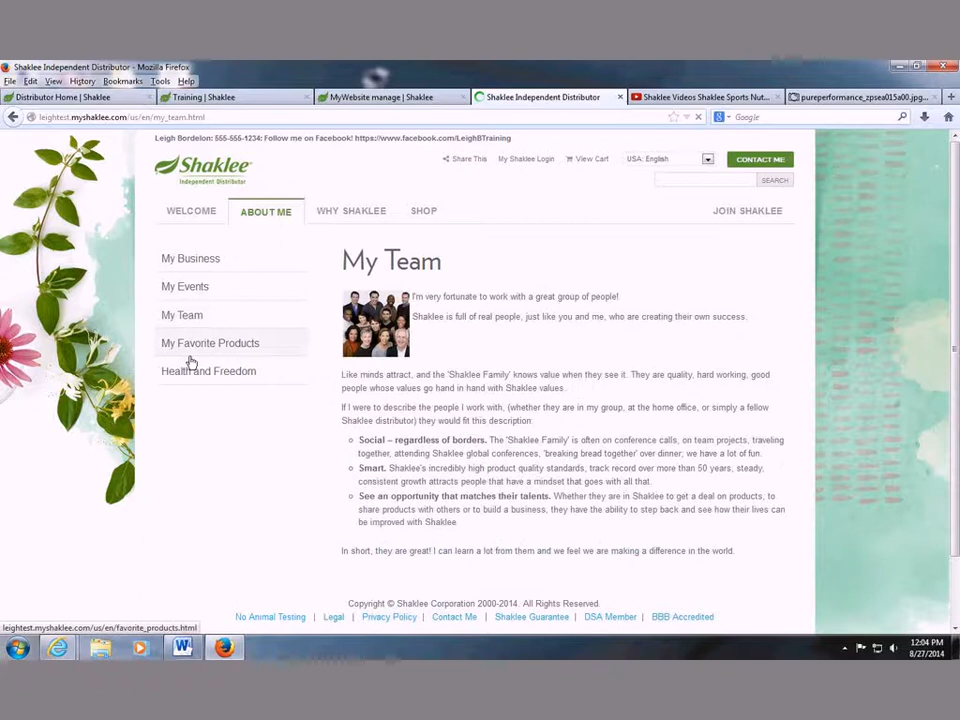 Shaklee Independent Distributor - Mozilla Firefox
File Edit View History Bookmarks Tools Help
Distributor Home | Shaklee × Training | Shaklee × MyWebsite manage | Shaklee × Shaklee Independent Distributor × Shaklee Videos Shaklee Sports Nut... × pureperformance_zpsea015a00.jpg... × +
leightest.myshaklee.com/us/en/my_team.html
Google
Leigh Bordelon: 555-555-1234: Follow me on Facebook! https://www.facebook.com/LeighBTraining
Shaklee
Independent Distributor
Share This My Shaklee Login View Cart USA: English CONTACT ME
SEARCH
WELCOME ABOUT ME WHY SHAKLEE SHOP JOIN SHAKLEE
My Business
My Events
My Team
My Favorite Products
Health and Freedom
My Team
I'm very fortunate to work with a great group of people!
Shaklee is full of real people, just like you and me, who are creating their own success.
Like minds attract, and the 'Shaklee Family' knows value when they see it. They are quality, hard working, good
people whose values go hand in hand with Shaklee values.
If I were to describe the people I work with, (whether they are in my group, at the home office, or simply a fellow
Shaklee distributor) they would fit this description:
Social – regardless of borders. The 'Shaklee Family' is often on conference calls, on team projects, traveling
together, attending Shaklee global conferences, 'breaking bread together' over dinner; we have a lot of fun.
Smart. Shaklee's incredibly high product quality standards, track record over more than 50 years, steady,
consistent growth attracts people that have a mindset that goes with all that.
See an opportunity that matches their talents. Whether they are in Shaklee to get a deal on products, to
share products with others or to build a business, they have the ability to step back and see how their lives can
be improved with Shaklee
In short, they are great! I can learn a lot from them and we feel we are making a difference in the world.
Copyright © Shaklee Corporation 2000-2014. All Rights Reserved.
No Animal Testing | Legal | Privacy Policy | Contact Me | Shaklee Guarantee | DSA Member | BBB Accredited
leightest.myshaklee.com/us/en/favorite_products.html
12:04 PM
8/27/2014